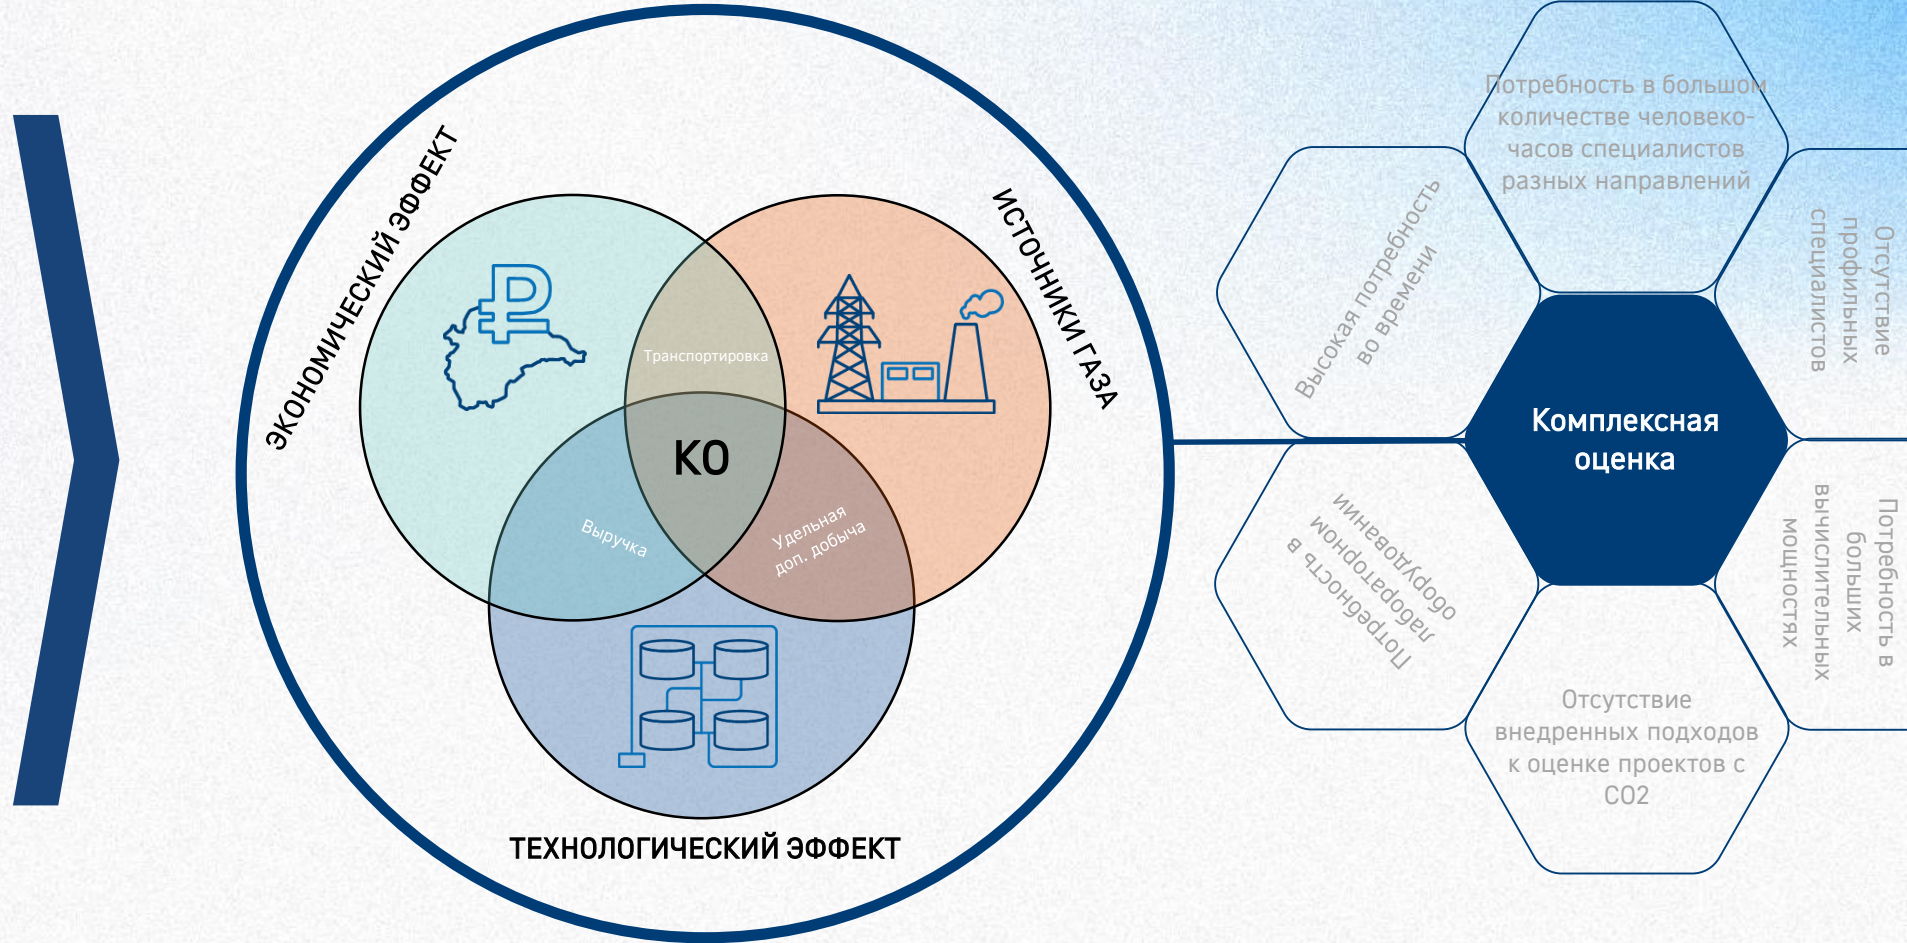 ЭКОНОМИЧЕСКИЙ ЭФФЕКТ
ИСТОЧНИКИ ГАЗА
Транспортировка
КО
Выручка
Удельная
доп. добыча
ТЕХНОЛОГИЧЕСКИЙ ЭФФЕКТ
Потребность в большом
количестве человеко-
часов специалистов
разных направлений
Высокая потребность
во времени
Отсутствие
профильных
специалистов
Комплексная
оценка
Потребность в
лабораторном
оборудовании
Потребность в
больших
вычислительных
мощностях
Отсутствие
внедренных подходов
к оценке проектов с
СО2